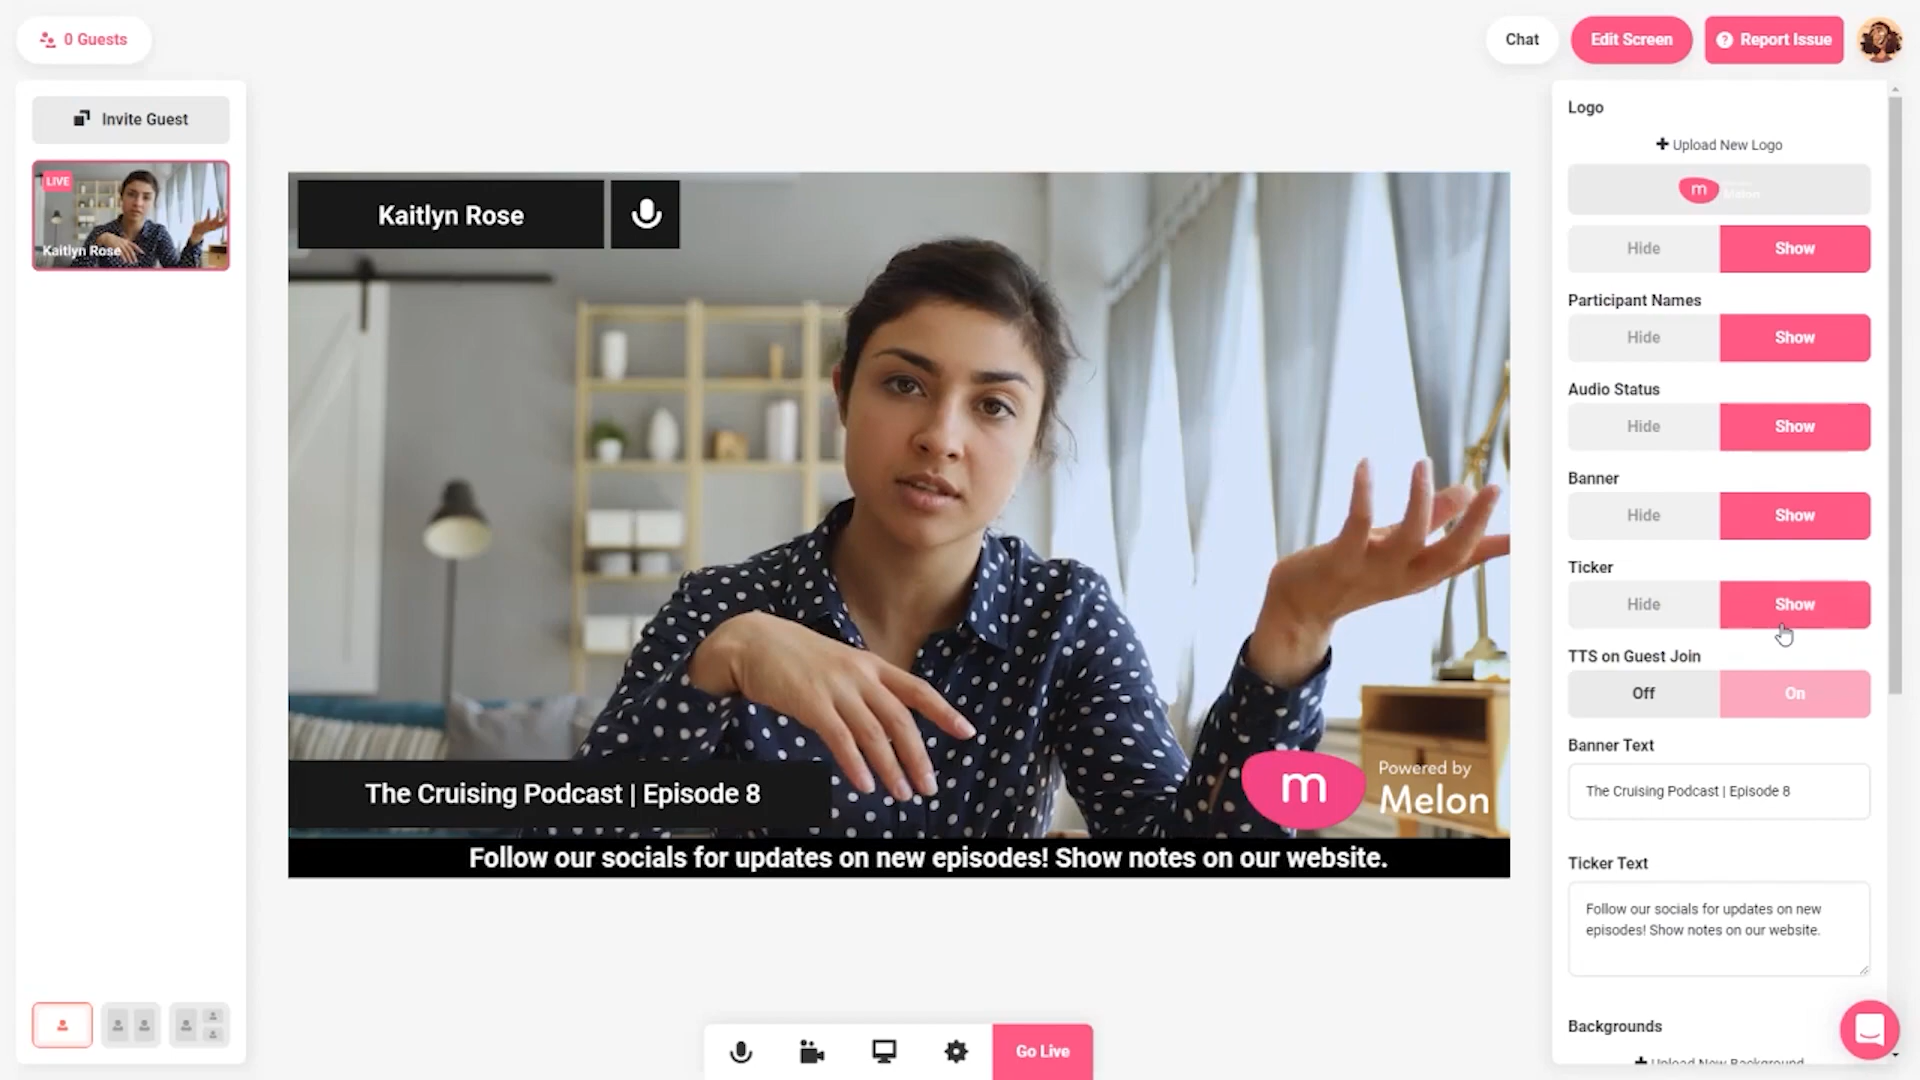 0 Guests
Chat
Edit Screen
Report Issue
Invite Guest
LIVE
Kaitlyn Rose
Kaitlyn Rose
The Cruising Podcast | Episode 8
m
Powered by
Melon
Follow our socials for updates on new episodes! Show notes on our website.
Go Live
Logo
Upload New Logo
m
Melon
Hide
Show
Participant Names
Hide
Show
Audio Status
Hide
Show
Banner
Hide
Show
Ticker
Hide
Show
TTS on Guest Join
Off
On
Banner Text
The Cruising Podcast | Episode 8
Ticker Text
Follow our socials for updates on new
episodes! Show notes on our website.
Backgrounds
Upload New Background